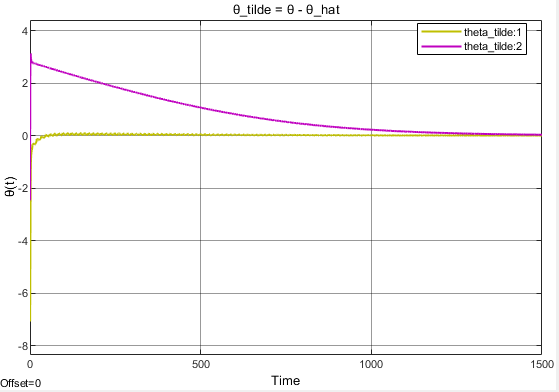 θ_tilde = θ - θ_hat
theta_tilde:1
theta_tilde:2
4
2
0
-2
-4
-6
-8
θ(t)
0
500
1000
1500
Offset=0
Time